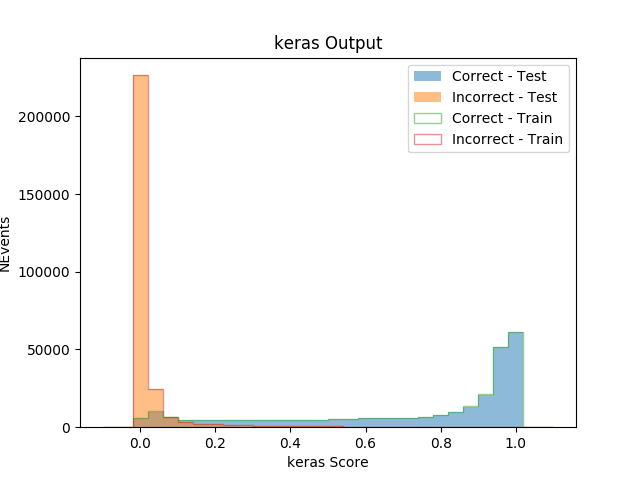 keras Output
Correct - Test
Incorrect - Test
Correct - Train
Incorrect - Train
NEvents
200000
150000
100000
50000
0
0.0 0.2 0.4 0.6 0.8 1.0
keras Score